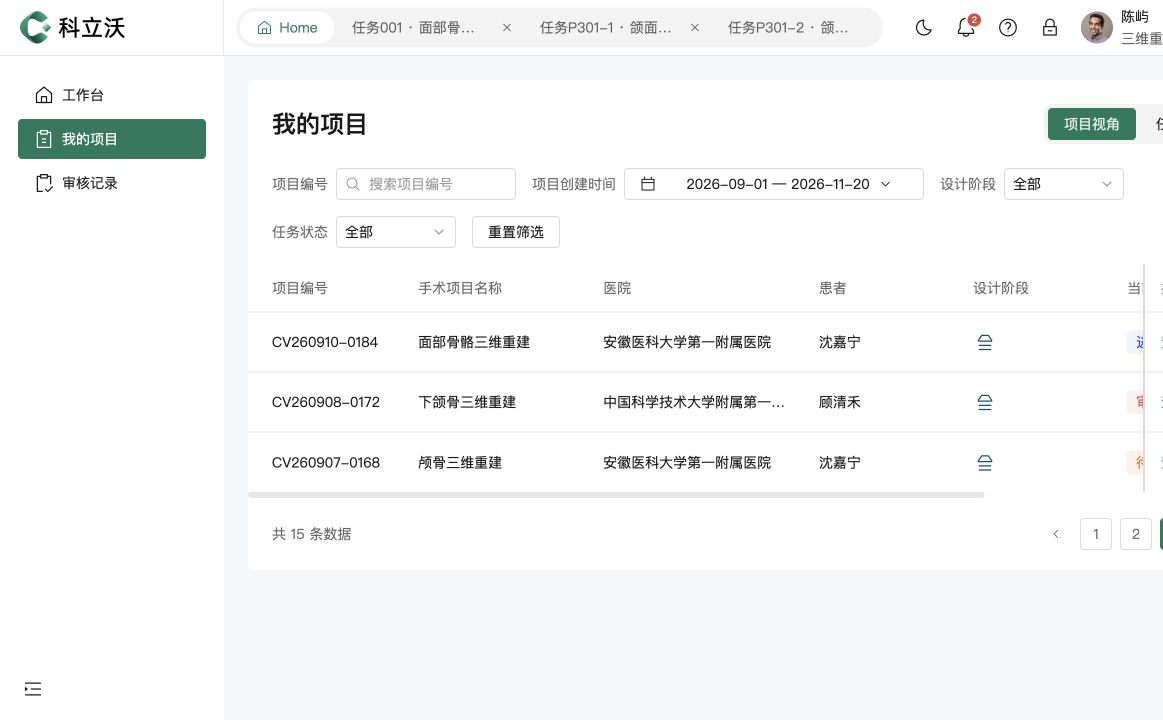 科立沃
Home
任务001 · 面部骨…
任务P301-1 · 颌面…
任务P301-2 · 颌…
2
陈屿
三维重
工作台
我的项目
审核记录
我的项目
项目视角
项目编号
搜索项目编号
项目创建时间
2026-09-01 — 2026-11-20
设计阶段
全部
任务状态
全部
重置筛选
项目编号 手术项目名称 医院 患者 设计阶段
CV260910-0184 面部骨骼三维重建 安徽医科大学第一附属医院 沈嘉宁
CV260908-0172 下颌骨三维重建 中国科学技术大学附属第一… 顾清禾
CV260907-0168 颅骨三维重建 安徽医科大学第一附属医院 沈嘉宁
共 15 条数据
1
2